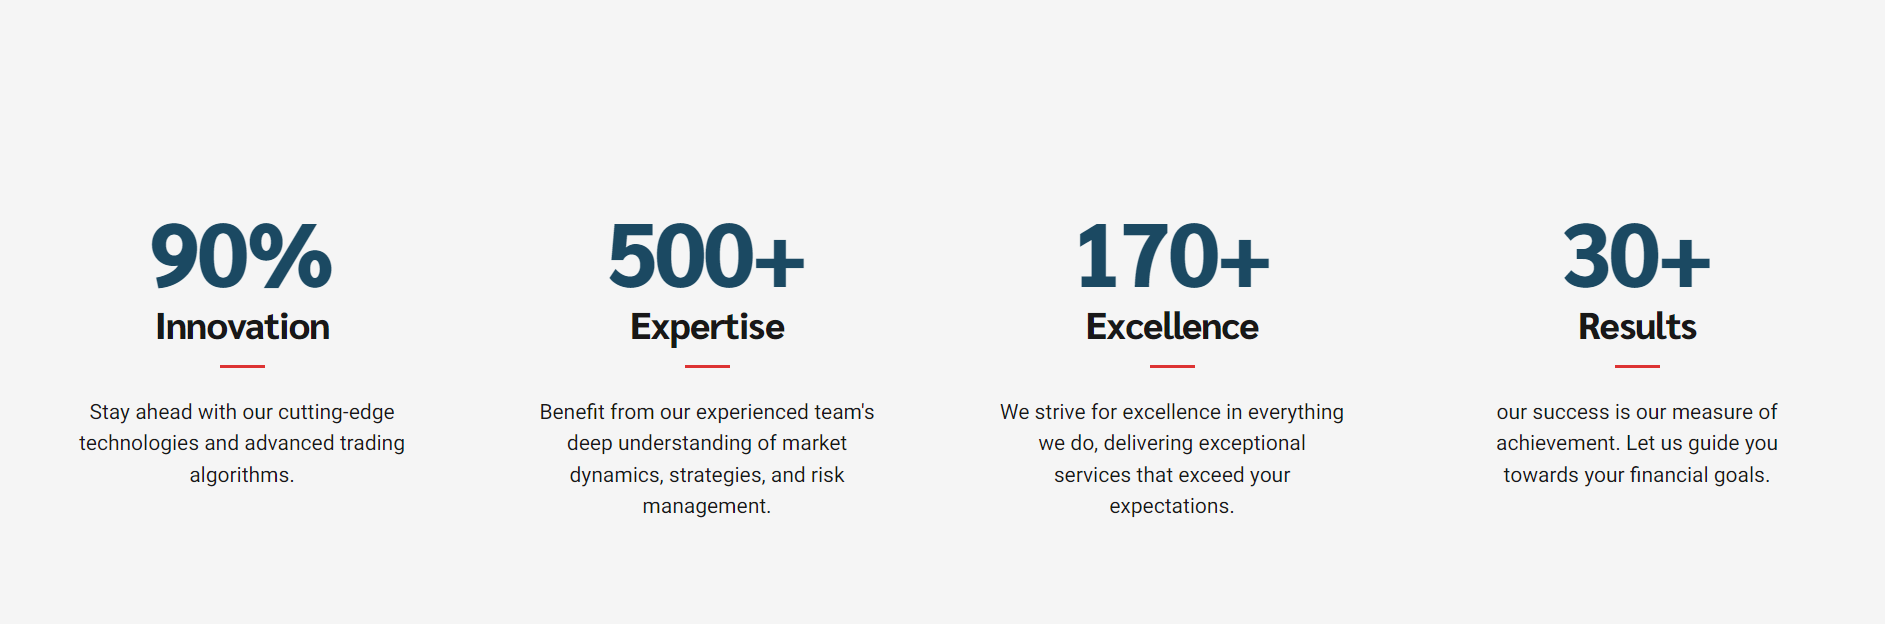 90%
Innovation
Stay ahead with our cutting-edge
technologies and advanced trading
algorithms.
500+
Expertise
Benefit from our experienced team's
deep understanding of market
dynamics, strategies, and risk
management.
170+
Excellence
We strive for excellence in everything
we do, delivering exceptional
services that exceed your
expectations.
30+
Results
our success is our measure of
achievement. Let us guide you
towards your financial goals.